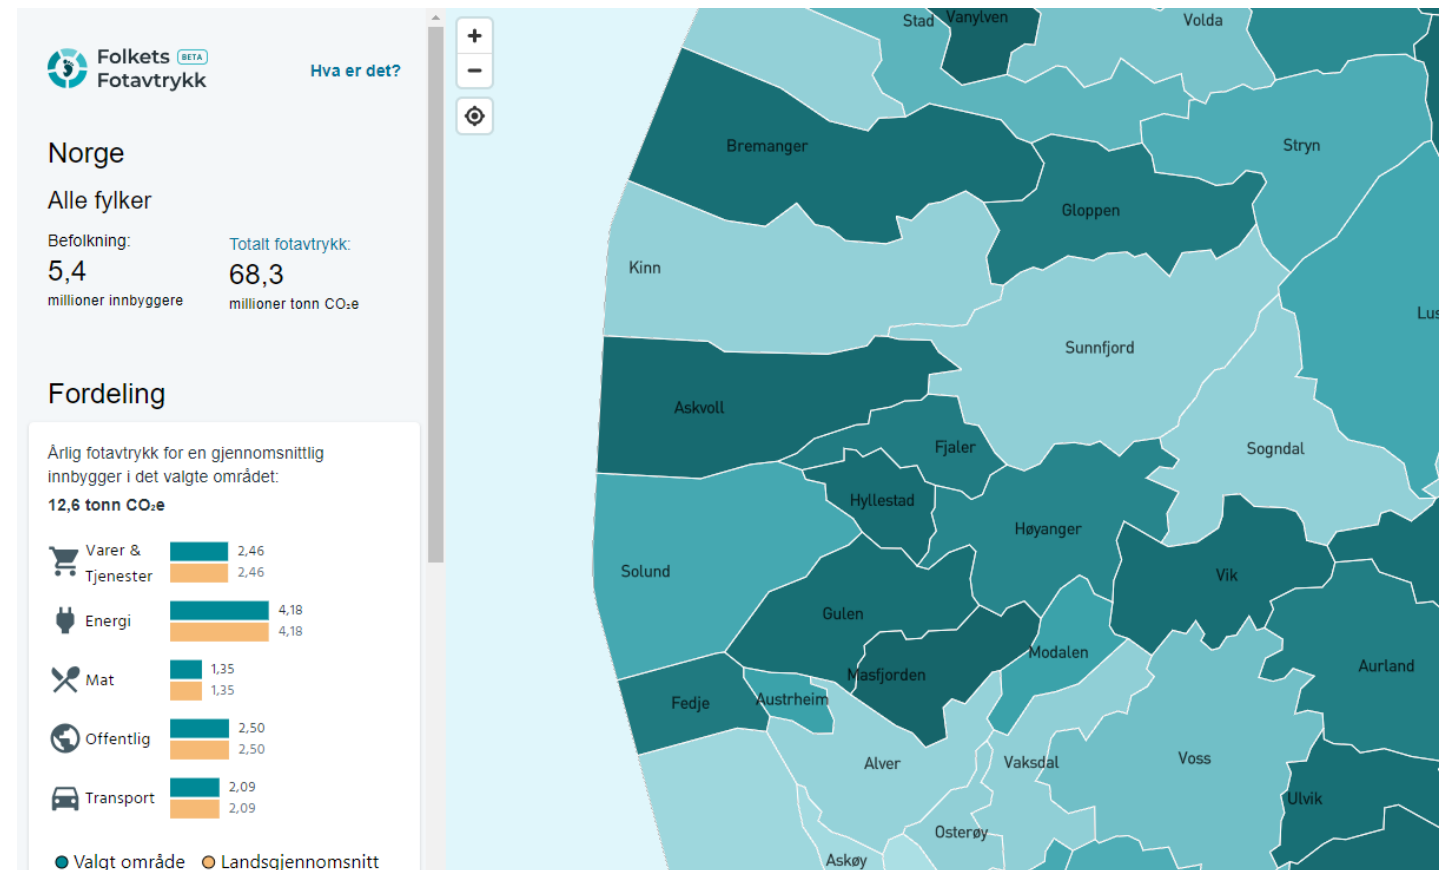 Folkets BETA
Fotavtrykk
Hva er det?
Norge
Alle fylker
Befolkning:
5,4
millioner innbyggere
Totalt fotavtrykk:
68,3
millioner tonn CO₂e
Fordeling
Årlig fotavtrykk for en gjennomsnittlig
innbygger i det valgte området:
12,6 tonn CO₂e
Varer &
Tjenester
2,46
2,46
Energi
4,18
4,18
Mat
1,35
1,35
Offentlig
2,50
2,50
Transport
2,09
2,09
Valgt område
Landsgjennomsnitt
+
−
Stad
Vanylven
Volda
Bremanger
Stryn
Gloppen
Kinn
Lus
Sunnfjord
Askvoll
Fjaler
Sogndal
Hyllestad
Høyanger
Solund
Vik
Gulen
Modalen
Masfjorden
Aurland
Fedje
Austrheim
Alver
Vaksdal
Voss
Ulvik
Osterøy
Askøy